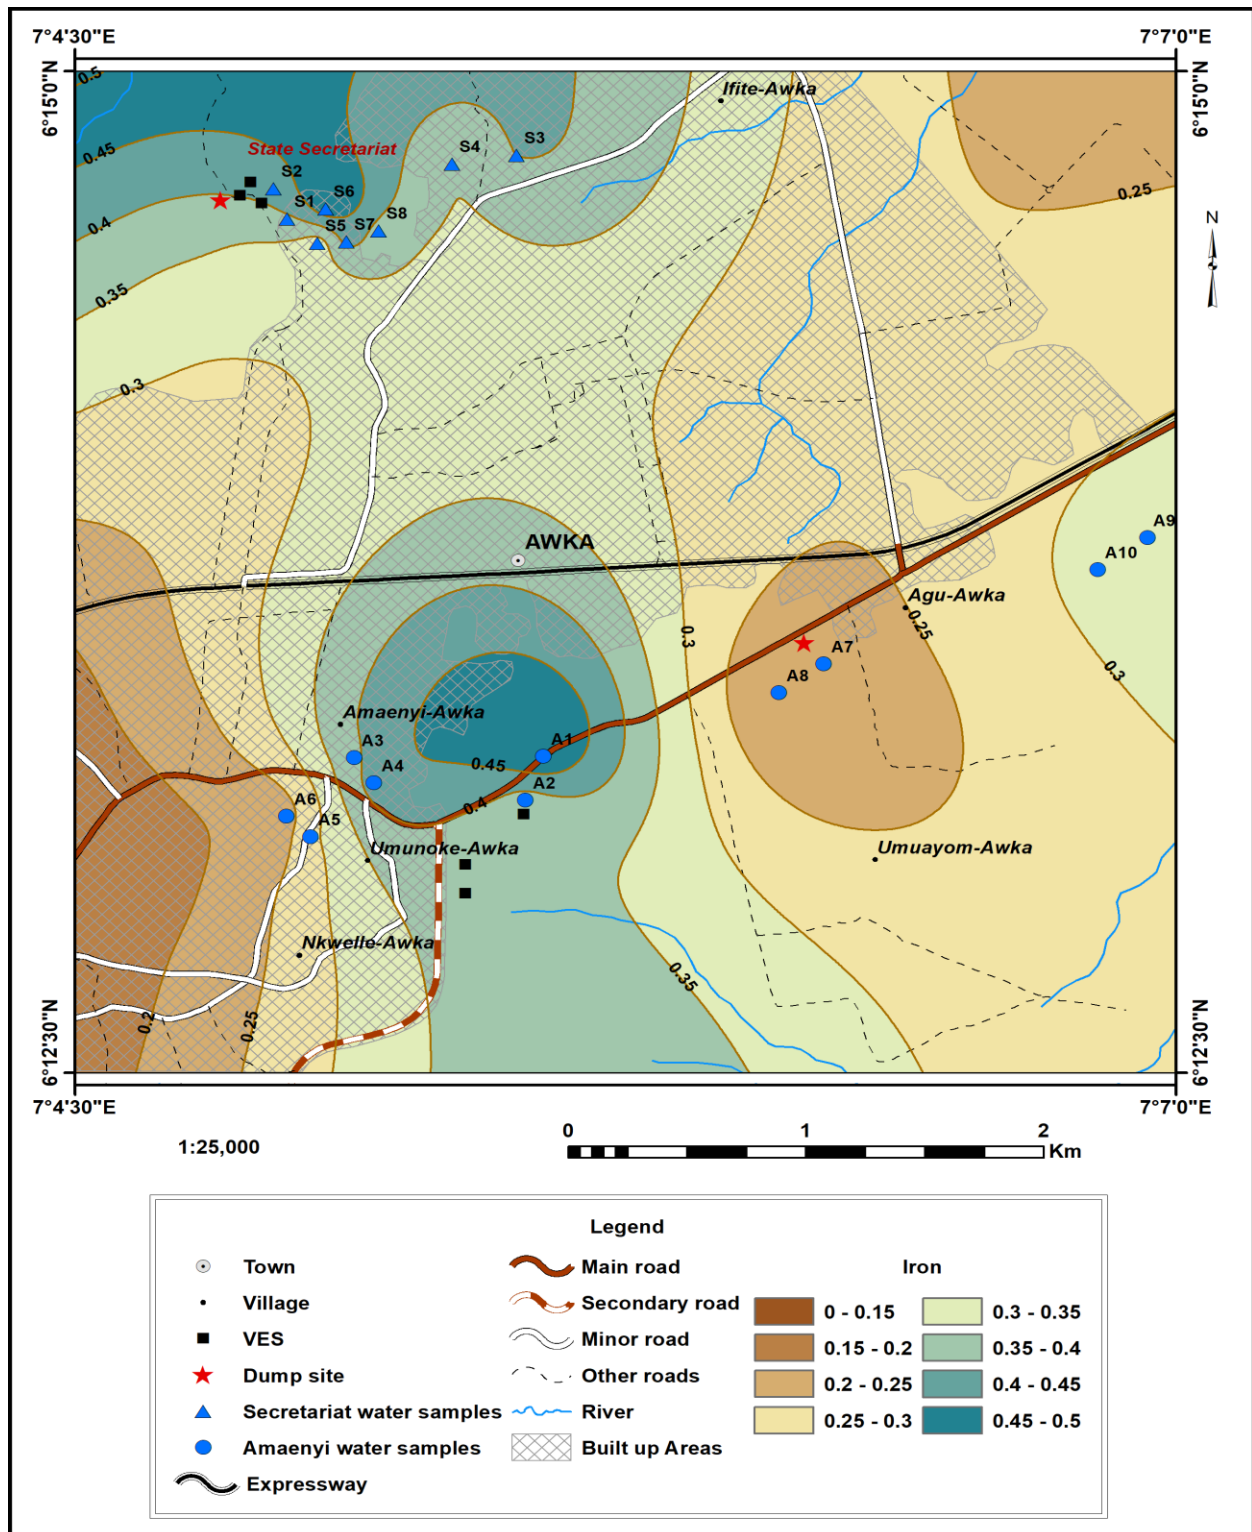 7°4'30"E 7°7'0"E
6°15'0"N 6°15'0"N
0.5
Ifite-Awka
0.45
State Secretariat
S4 S3
S2
S6
S1
S5 S7 S8
0.25
N
0.4
0.35
0.3
AWKA
A9
A10
Agu-Awka
0.25
0.3
A7
A8
0.3
Amaenyi-Awka
A3
A1
0.45
A4
A2
0.4
A6
A5
Umunoke-Awka
Umuayom-Awka
Nkwelle-Awka
0.35
0.2
0.25
6°12'30"N 6°12'30"N
7°4'30"E 7°7'0"E
1:25,000
0 1 2
Km
Legend
Town
Village
VES
Dump site
Secretariat water samples
Amaenyi water samples
Expressway
Main road
Secondary road
Minor road
Other roads
River
Built up Areas
Iron
0 - 0.15
0.15 - 0.2
0.2 - 0.25
0.25 - 0.3
0.3 - 0.35
0.35 - 0.4
0.4 - 0.45
0.45 - 0.5